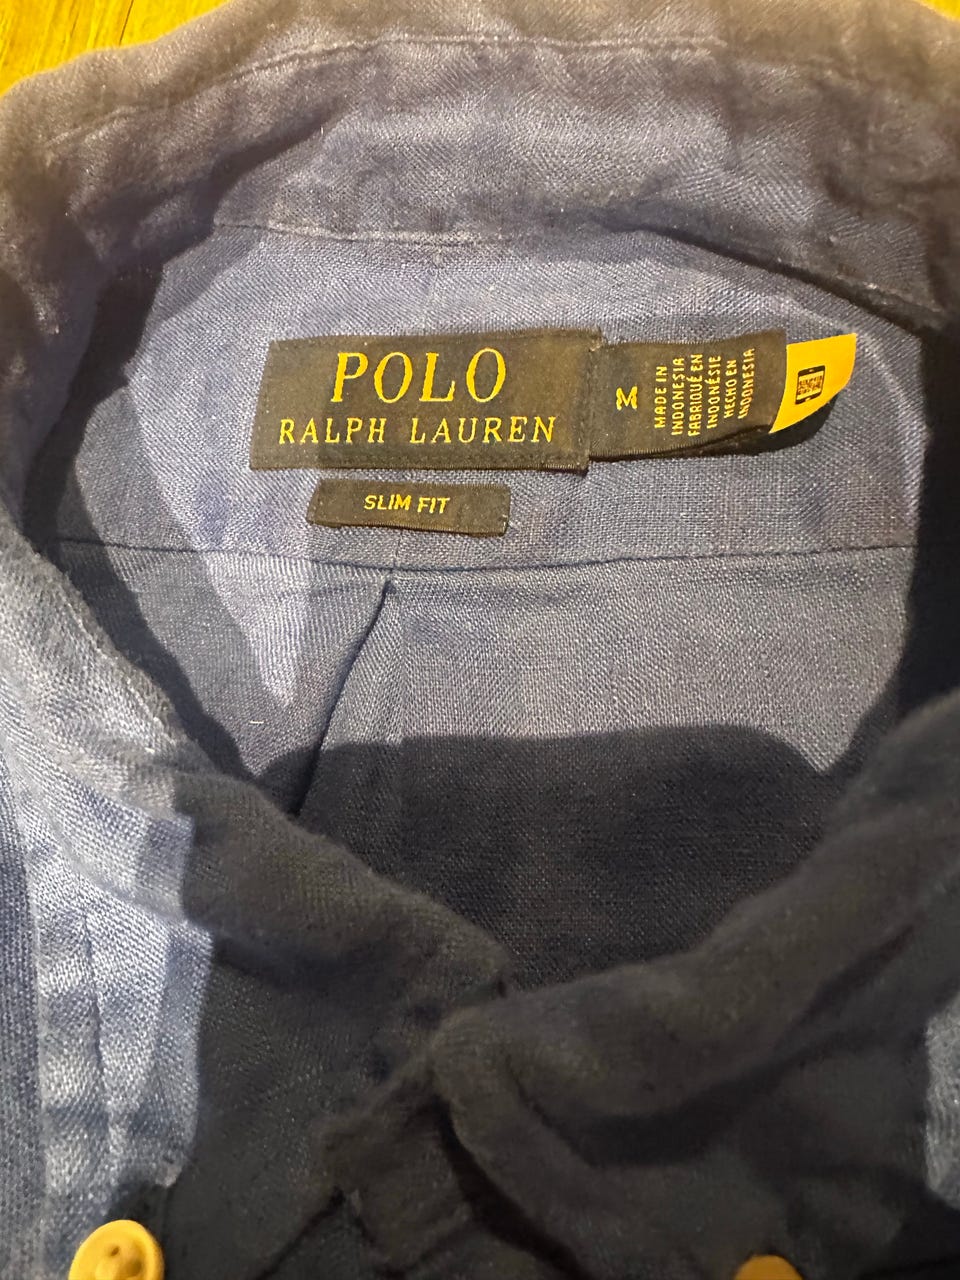 POLO
RALPH LAUREN
SLIM FIT
M
MADE IN
INDONESIA
FABRIQUÉ EN
INDONÉSIE
HECHO EN
INDONESIA